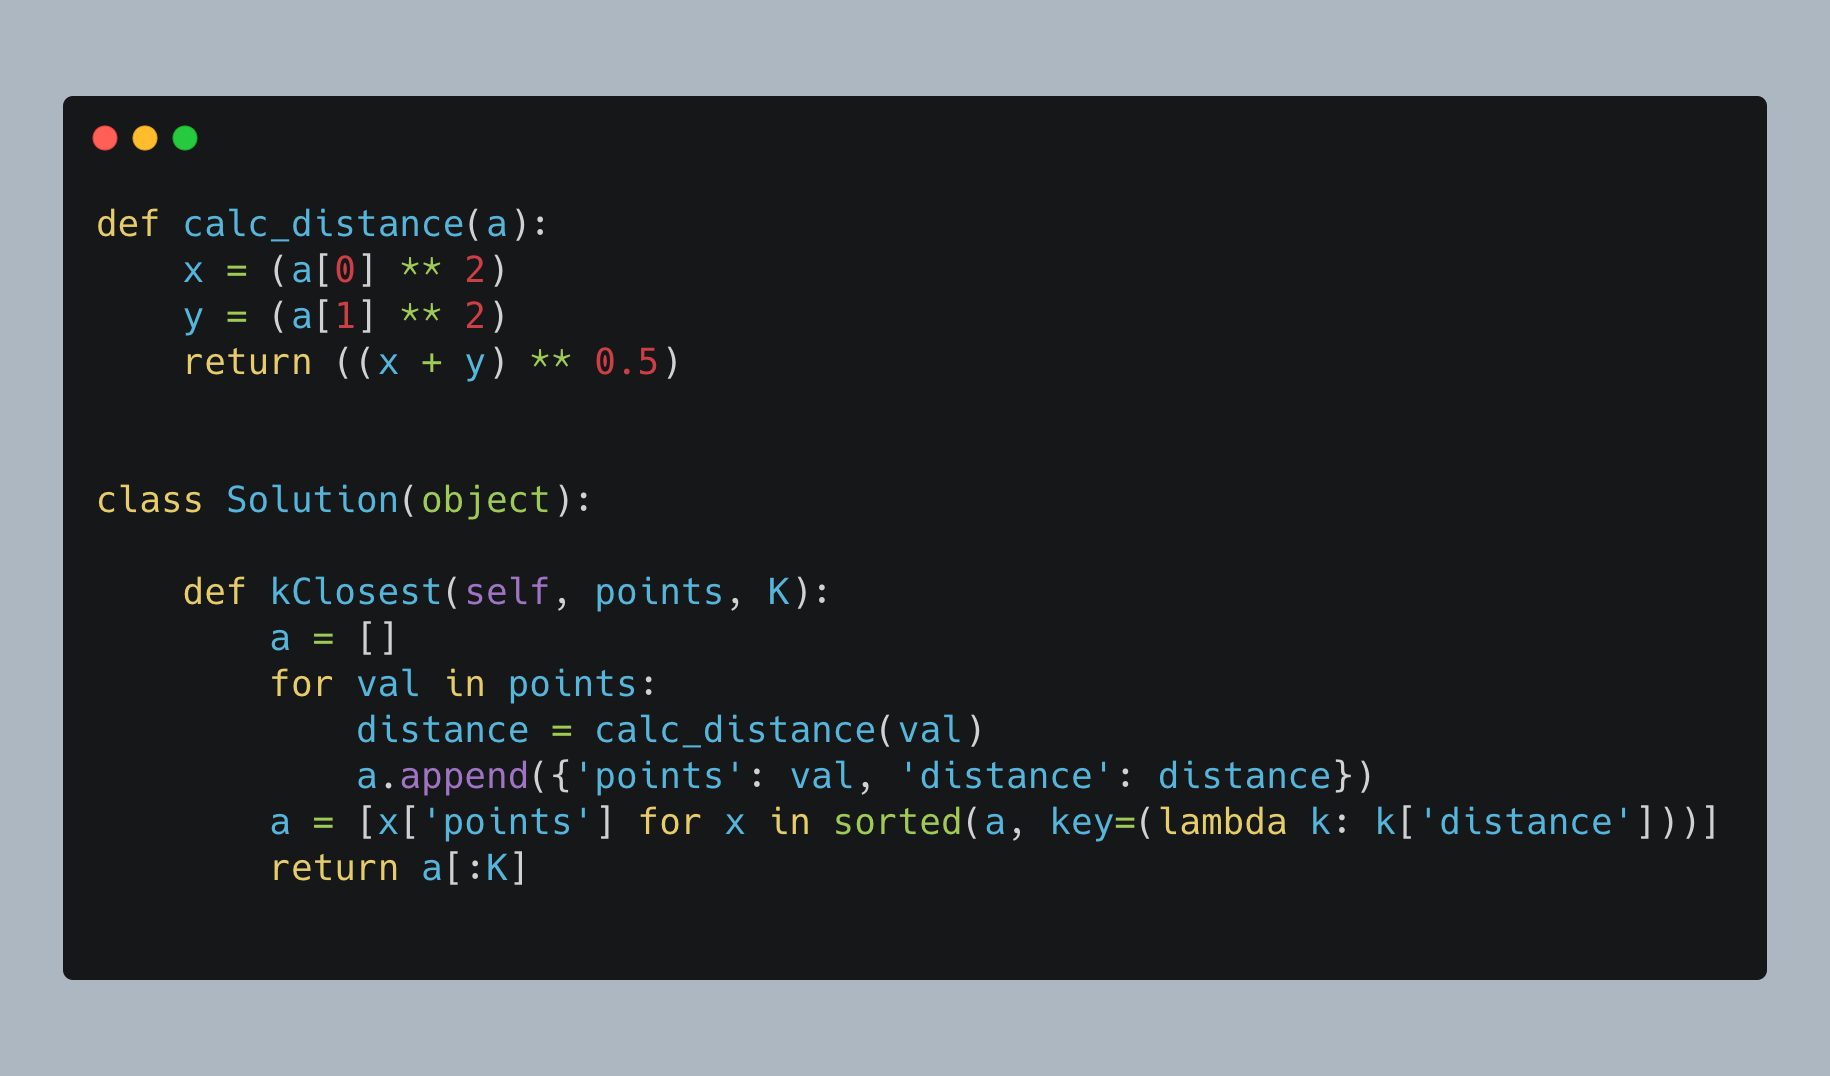 def calc_distance(a):
    x = (a[0] ** 2)
    y = (a[1] ** 2)
    return ((x + y) ** 0.5)
class Solution(object):
    def kClosest(self, points, K):
        a = []
        for val in points:
            distance = calc_distance(val)
            a.append({'points': val, 'distance': distance})
        a = [x['points'] for x in sorted(a, key=(lambda k: k['distance']))]
        return a[:K]